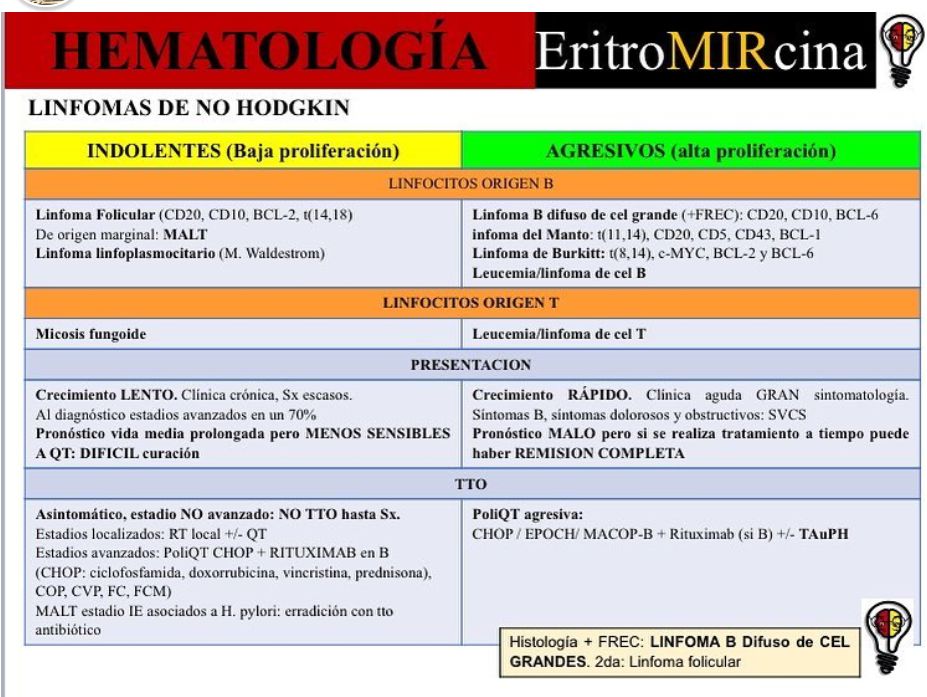 HEMATOLOGÍA
EritroMIRcina
LINFOMAS DE NO HODGKIN
INDOLENTES (Baja proliferación)
AGRESIVOS (alta proliferación)
LINFOCITOS ORIGEN B
Linfoma Folicular (CD20, CD10, BCL-2, t(14,18)
De origen marginal: MALT
Linfoma linfoplasmocitario (M. Waldestrom)
Linfoma B difuso de cel grande (+FREC): CD20, CD10, BCL-6
infoma del Manto: t(11,14), CD20, CD5, CD43, BCL-1
Linfoma de Burkitt: t(8,14), c-MYC, BCL-2 y BCL-6
Leucemia/linfoma de cel B
LINFOCITOS ORIGEN T
Micosis fungoide
Leucemia/linfoma de cel T
PRESENTACION
Crecimiento LENTO. Clínica crónica, Sx escasos.
Al diagnóstico estadios avanzados en un 70%
Pronóstico vida media prolongada pero MENOS SENSIBLES
A QT: DIFICIL curación
Crecimiento RÁPIDO. Clínica aguda GRAN sintomatología.
Síntomas B, síntomas dolorosos y obstructivos: SVCS
Pronóstico MALO pero si se realiza tratamiento a tiempo puede
haber REMISION COMPLETA
TTO
Asintomático, estadio NO avanzado: NO TTO hasta Sx.
Estadios localizados: RT local +/- QT
Estadios avanzados: PoliQT CHOP + RITUXIMAB en B
(CHOP: ciclofosfamida, doxorrubicina, vincristina, prednisona),
COP, CVP, FC, FCM)
MALT estadio IE asociados a H. pylori: erradición con tto
antibiótico
PoliQT agresiva:
CHOP / EPOCH/ MACOP-B + Rituximab (si B) +/- TAuPH
Histología + FREC: LINFOMA B Difuso de CEL
GRANDES. 2da: Linfoma folicular